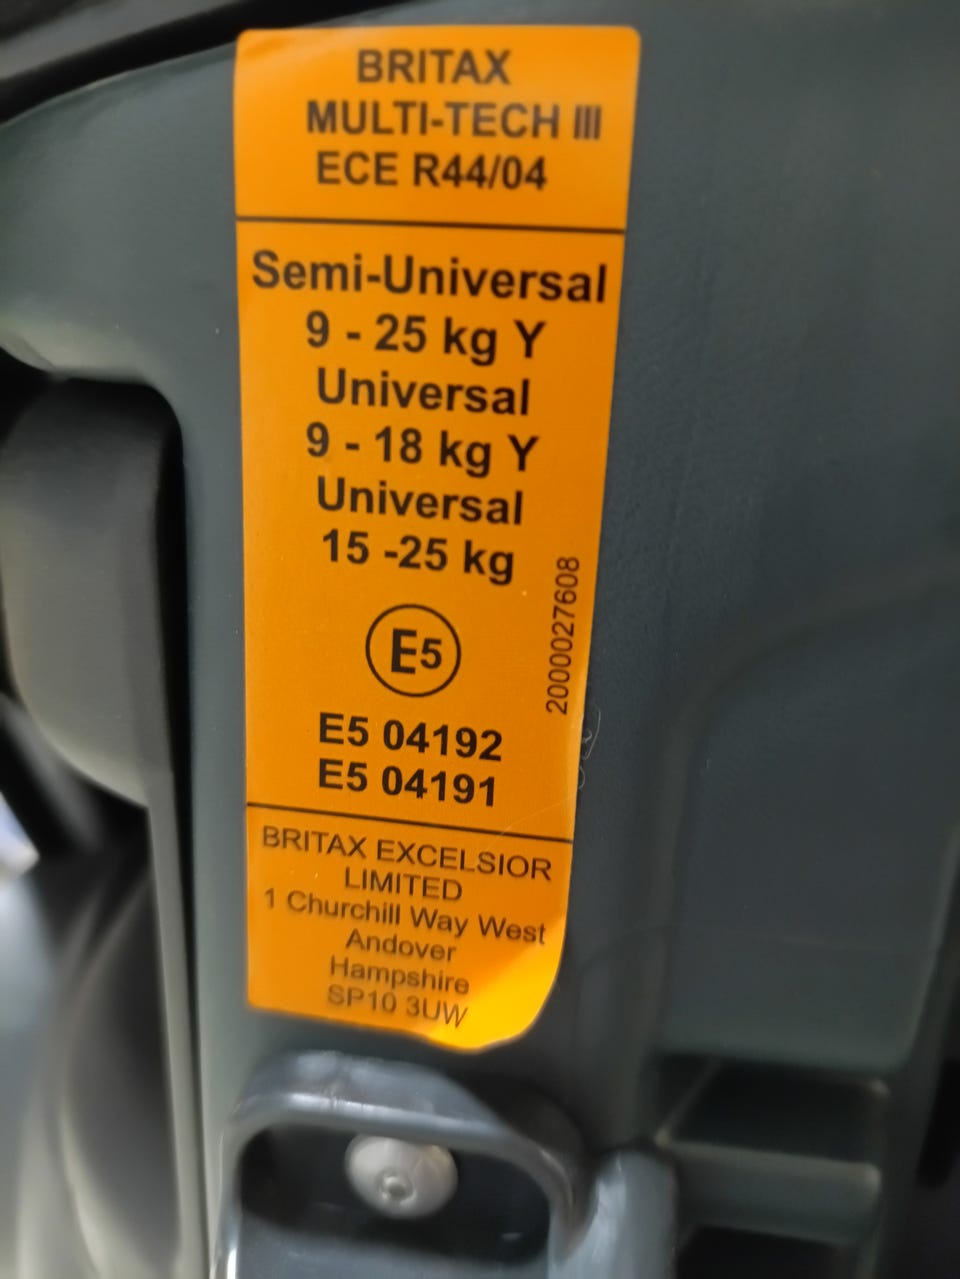 BRITAX
MULTI-TECH III
ECE R44/04
Semi-Universal
9 - 25 kg Y
Universal
9 - 18 kg Y
Universal
15 -25 kg
E5
2000027608
E5 04192
E5 04191
BRITAX EXCELSIOR
LIMITED
1 Churchill Way West
Andover
Hampshire
SP10 3UW